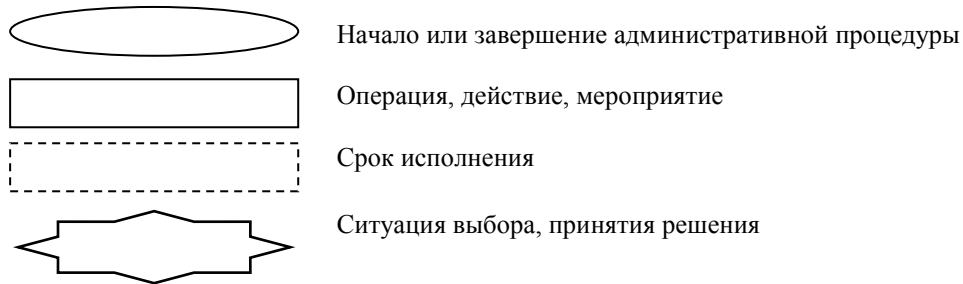 Начало или завершение административной процедуры
Операция, действие, мероприятие
Срок исполнения
Ситуация выбора, принятия решения